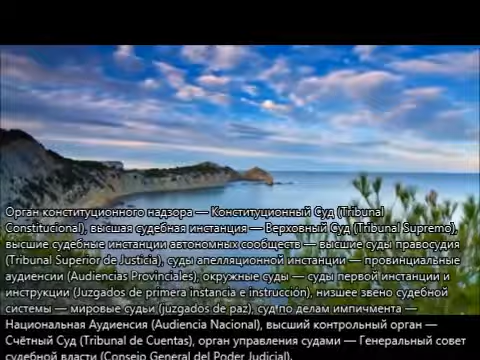 Орган конституционного надзора — Конституционный Суд (Tribunal
Constitucional), высшая судебная инстанция — Верховный Суд (Tribunal Supremo),
высшие судебные инстанции автономных сообществ — высшие суды правосудия
(Tribunal Superior de Justicia), суды апелляционной инстанции — провинциальные
аудиенсии (Audiencias Provinciales), окружные суды — суды первой инстанции и
инструкции (Juzgados de primera instancia e instrucción), низшее звено судебной
системы — мировые судьи (juzgados de paz), суд по делам импичмента —
Национальная Аудиенсия (Audiencia Nacional), высший контрольный орган —
Счётный Суд (Tribunal de Cuentas), орган управления судами — Генеральный совет
судебной власти (Consejo General del Poder Judicial).